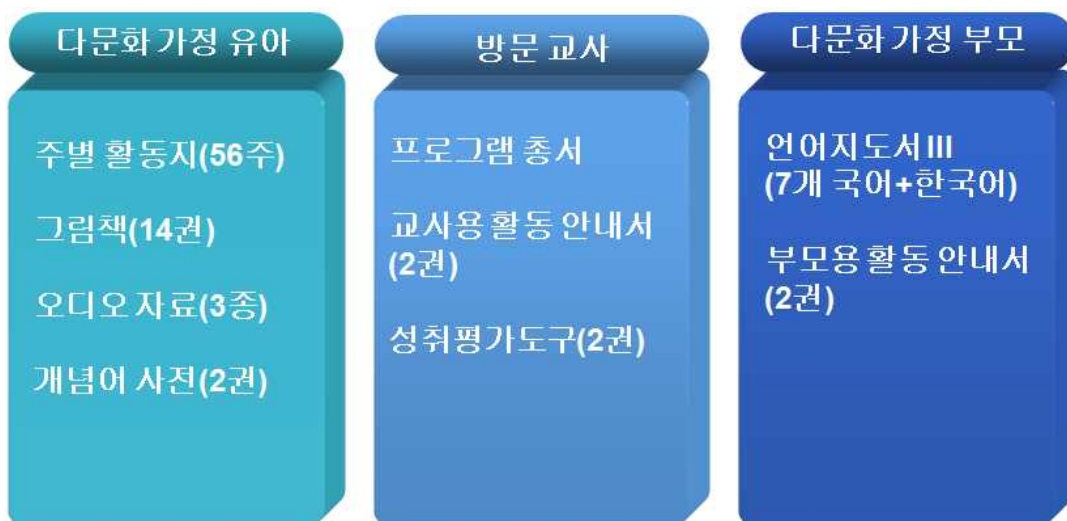 다문화 가정 유아
주별 활동지(56주)
그림책(14권)
오디오 자료(3종)
개념어 사전(2권)
방문 교사
프로그램 총서
교사용 활동 안내서
(2권)
성취평가도구(2권)
다문화 가정 부모
언어지도서 III
(7개 국어+한국어)
부모용 활동 안내서
(2권)